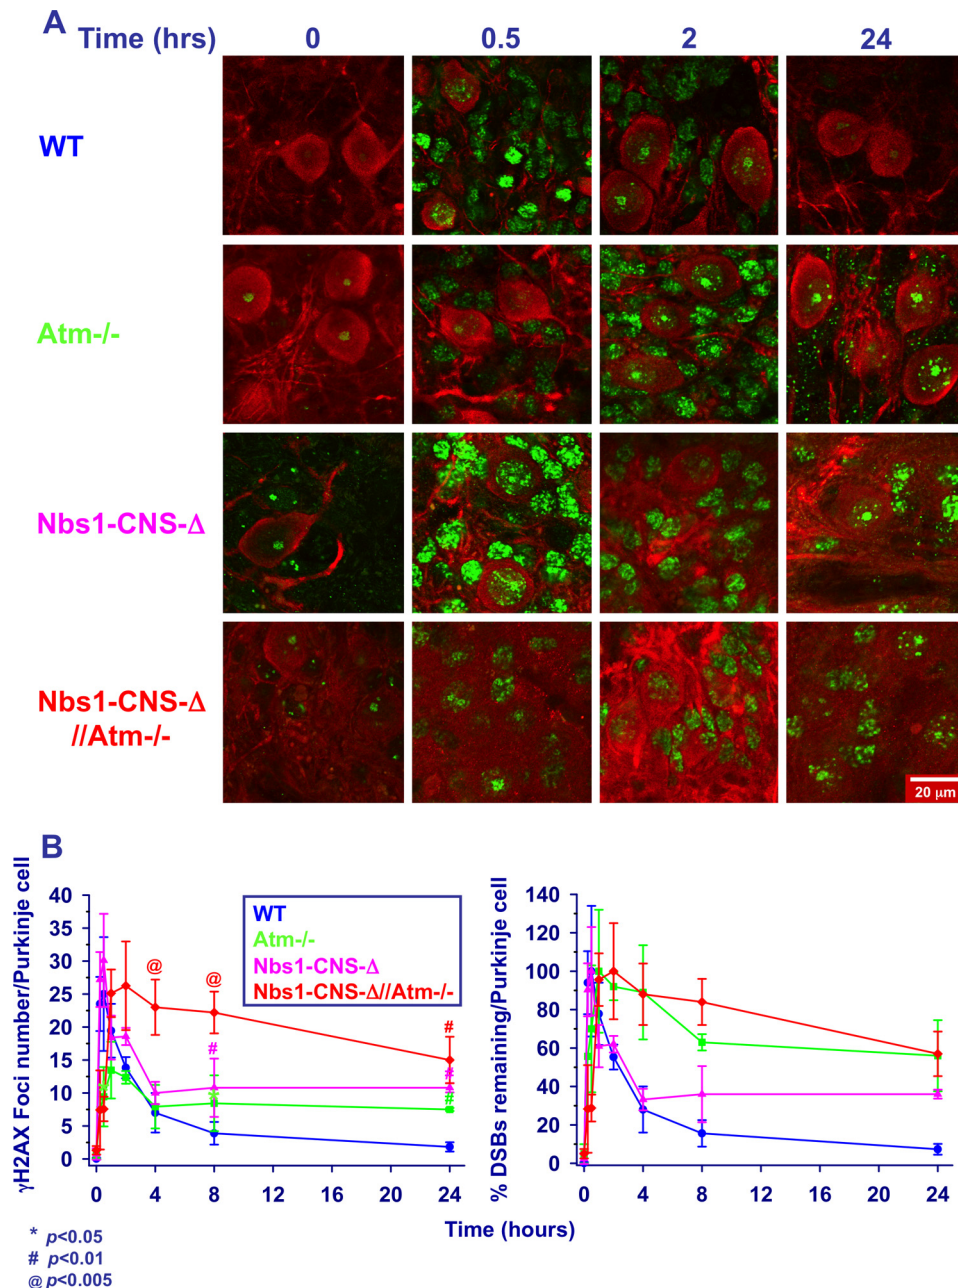 A
Time (hrs) 0 0.5 2 24
WT
Atm-/-
Nbs1-CNS-Δ
Nbs1-CNS-Δ
//Atm-/-
20 μm
B
γH2AX Foci number/Purkinje cell
40
35
30
25
20
15
10
5
0
0 4 8 12 16 20 24
WT
Atm-/-
Nbs1-CNS-Δ
Nbs1-CNS-Δ//Atm-/-
@
@
#
#
#
#
% DSBs remaining/Purkinje cell
140
120
100
80
60
40
20
0
0 4 8 12 16 20 24
Time (hours)
* p<0.05
# p<0.01
@ p<0.005